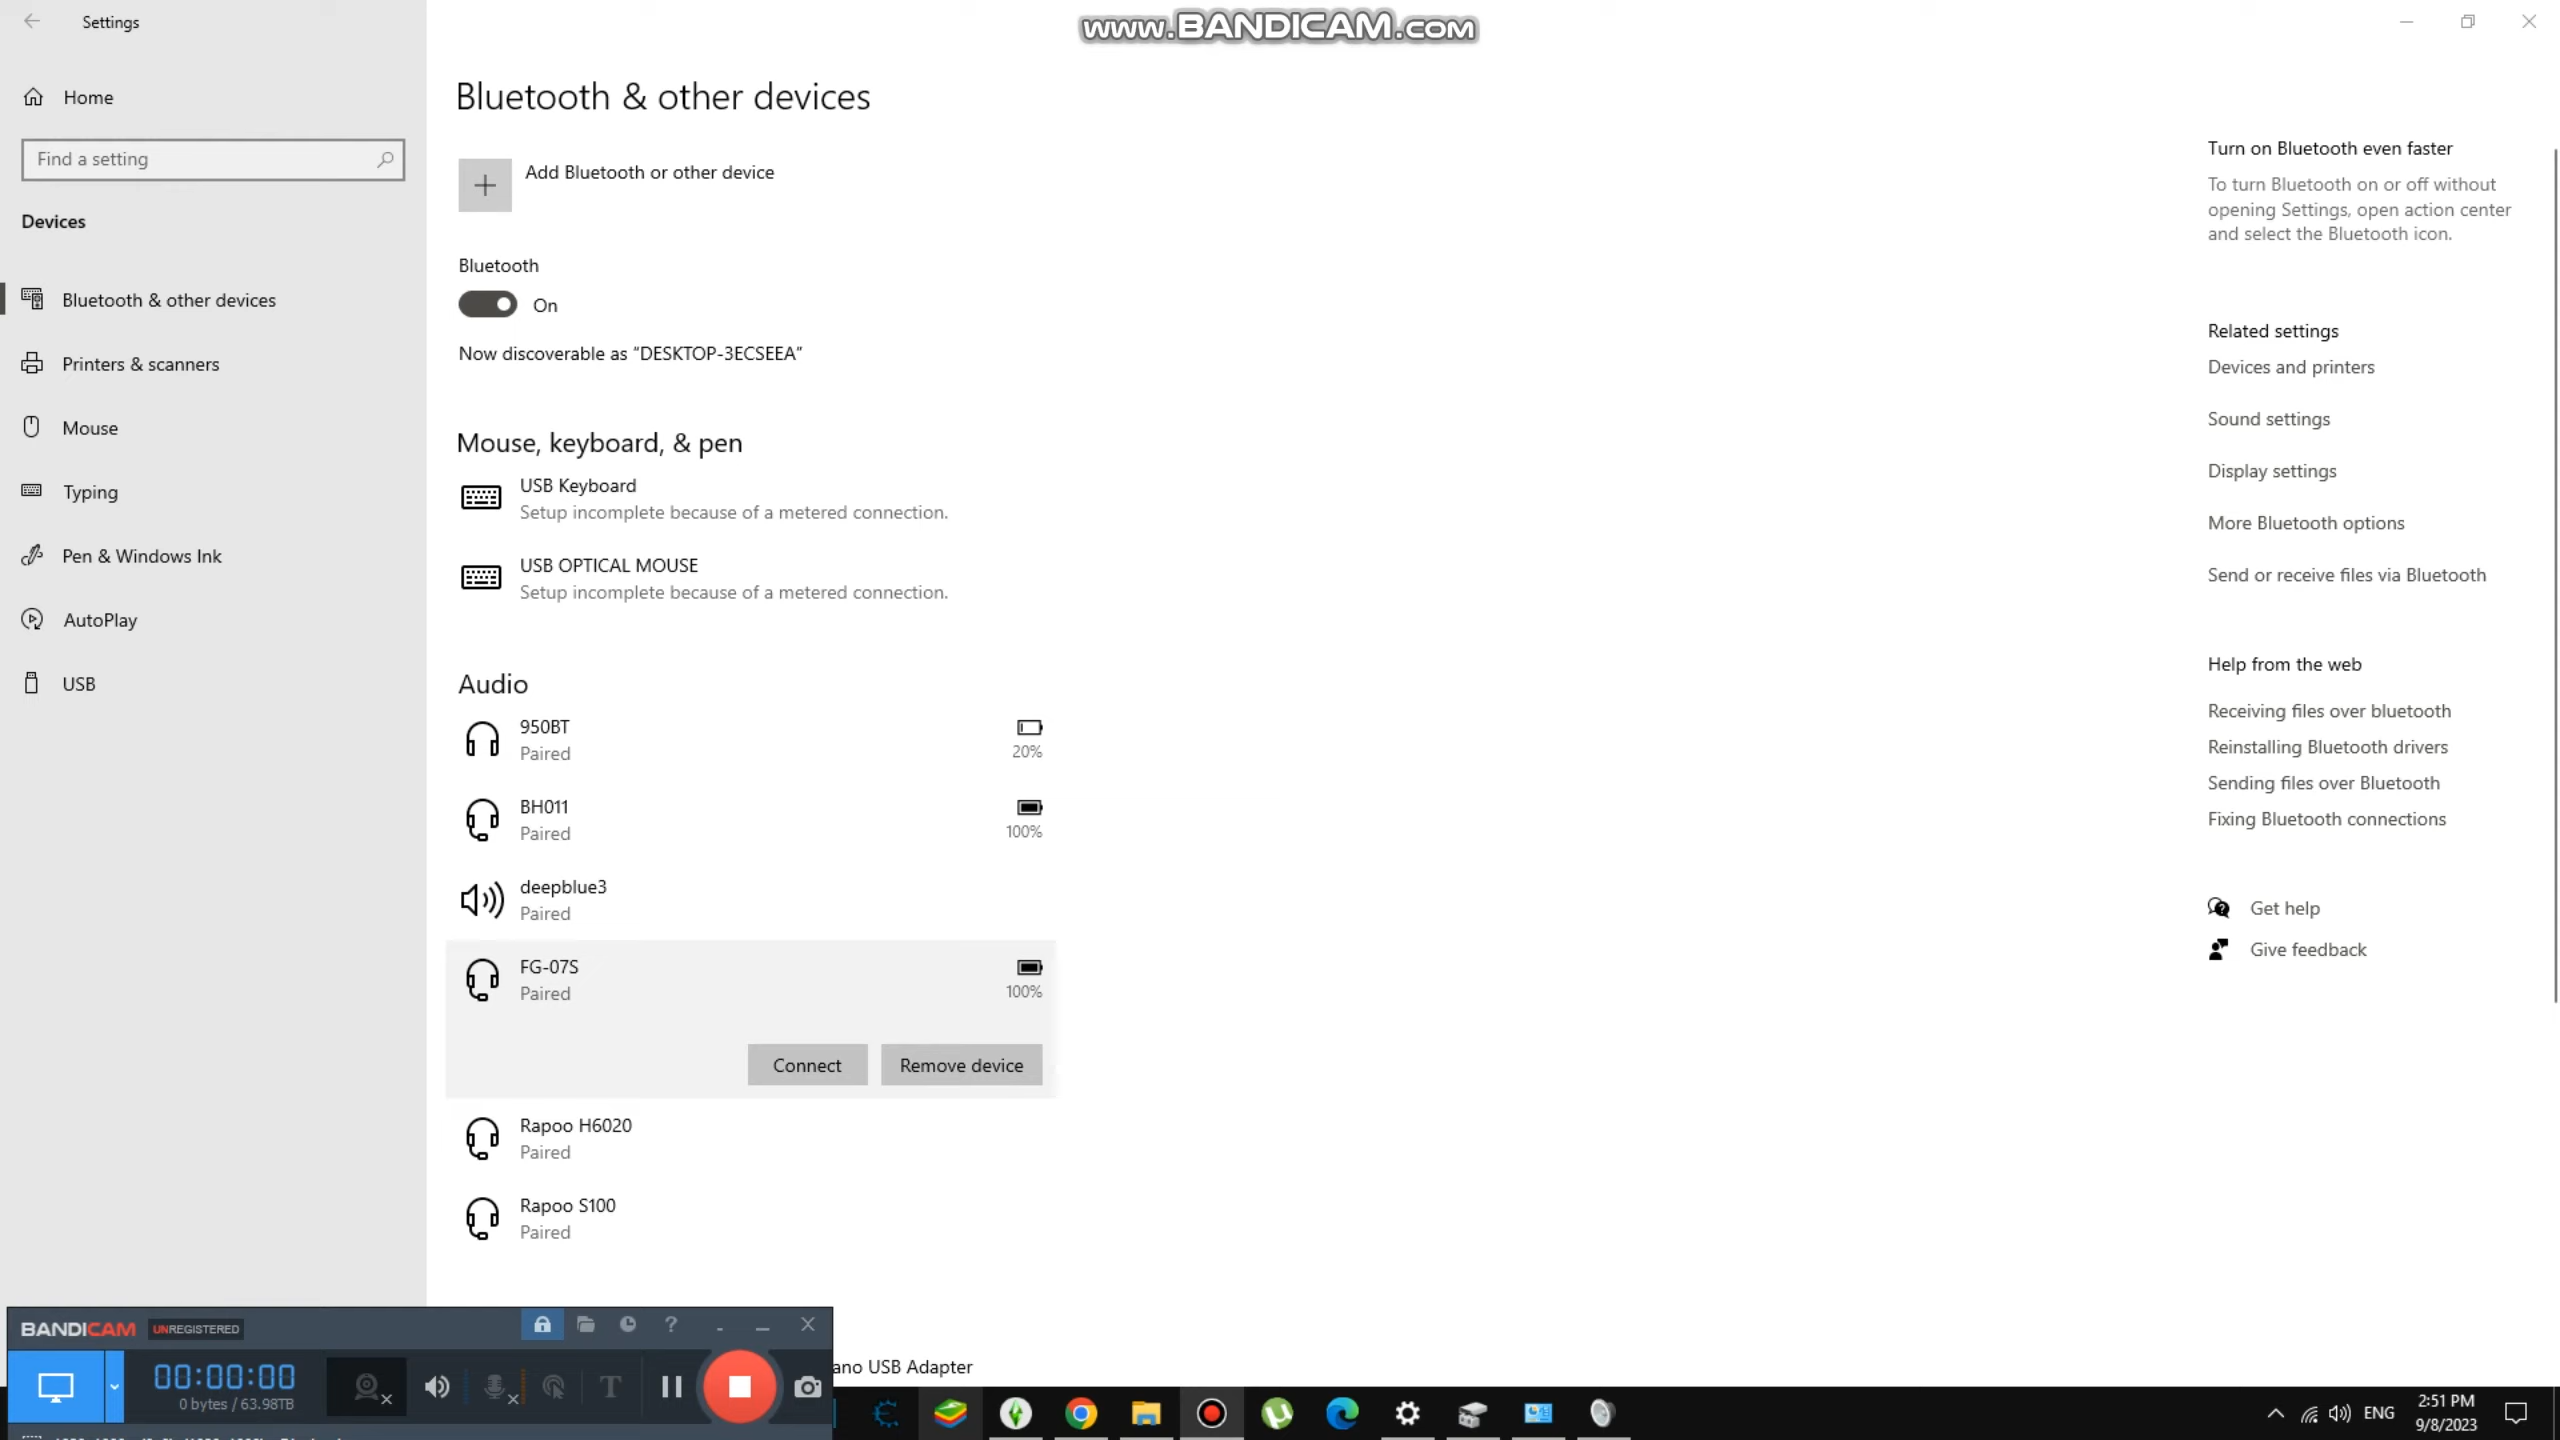 Settings
www.BANDICAM.com
Home
Find a setting
Devices
Bluetooth & other devices
Printers & scanners
Mouse
Typing
Pen & Windows Ink
AutoPlay
USB
Bluetooth & other devices
Add Bluetooth or other device
Bluetooth
On
Now discoverable as “DESKTOP-3ECSEEA”
Mouse, keyboard, & pen
USB Keyboard
Setup incomplete because of a metered connection.
USB OPTICAL MOUSE
Setup incomplete because of a metered connection.
Audio
950BT
Paired
20%
BH011
Paired
100%
deepblue3
Paired
FG-07S
Paired
100%
Connect
Remove device
Rapoo H6020
Paired
Rapoo S100
Paired
ano USB Adapter
Turn on Bluetooth even faster
To turn Bluetooth on or off without
opening Settings, open action center
and select the Bluetooth icon.
Related settings
Devices and printers
Sound settings
Display settings
More Bluetooth options
Send or receive files via Bluetooth
Help from the web
Receiving files over bluetooth
Reinstalling Bluetooth drivers
Sending files over Bluetooth
Fixing Bluetooth connections
Get help
Give feedback
BANDICAM UNREGISTERED
00:00:00
0 bytes / 63.98TB
ENG
2:51 PM
9/8/2023